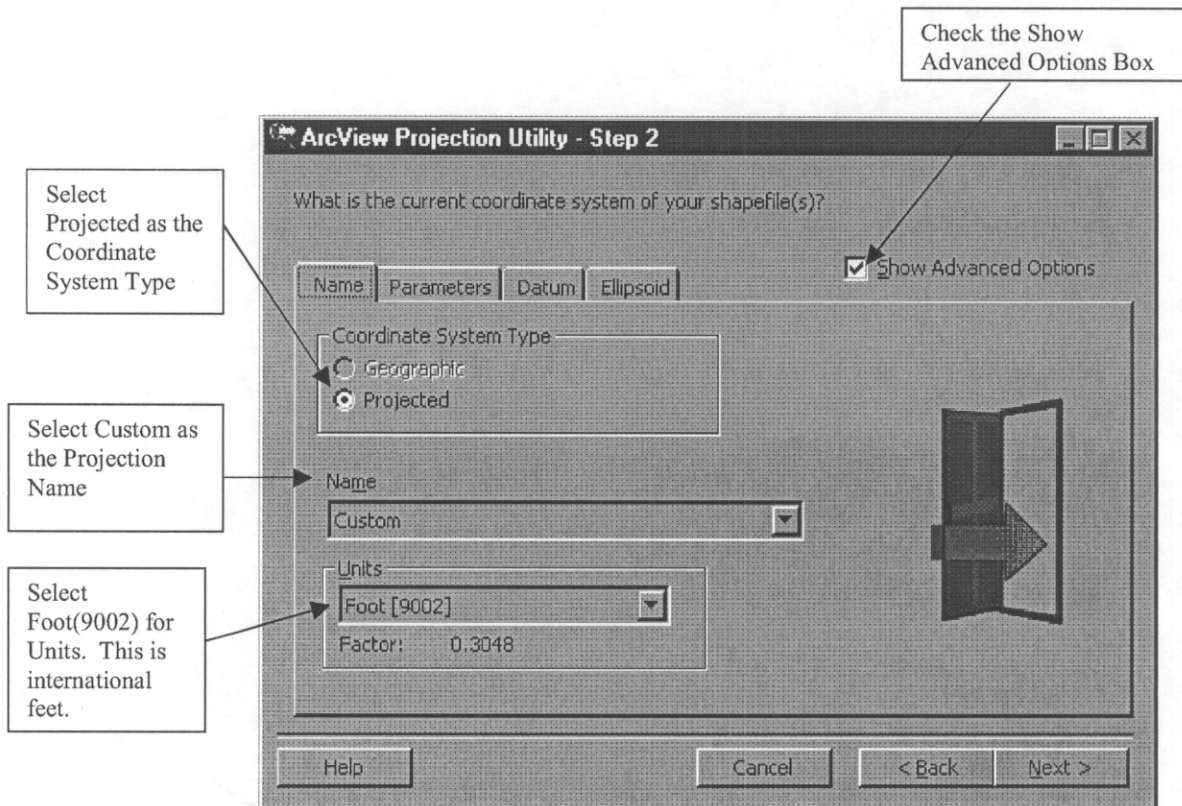 Check the Show
Advanced Options Box
ArcView Projection Utility - Step 2
Select
Projected as the
Coordinate
System Type
What is the current coordinate system of your shapefile(s)?
Show Advanced Options
Name
Parameters
Datum
Ellipsoid
Coordinate System Type
Geographic
Projected
Select Custom as
the Projection
Name
Name
Custom
Select
Foot(9002) for
Units. This is
international
feet.
Units
Foot [9002]
Factor: 0.3048
Help
Cancel
< Back
Next >